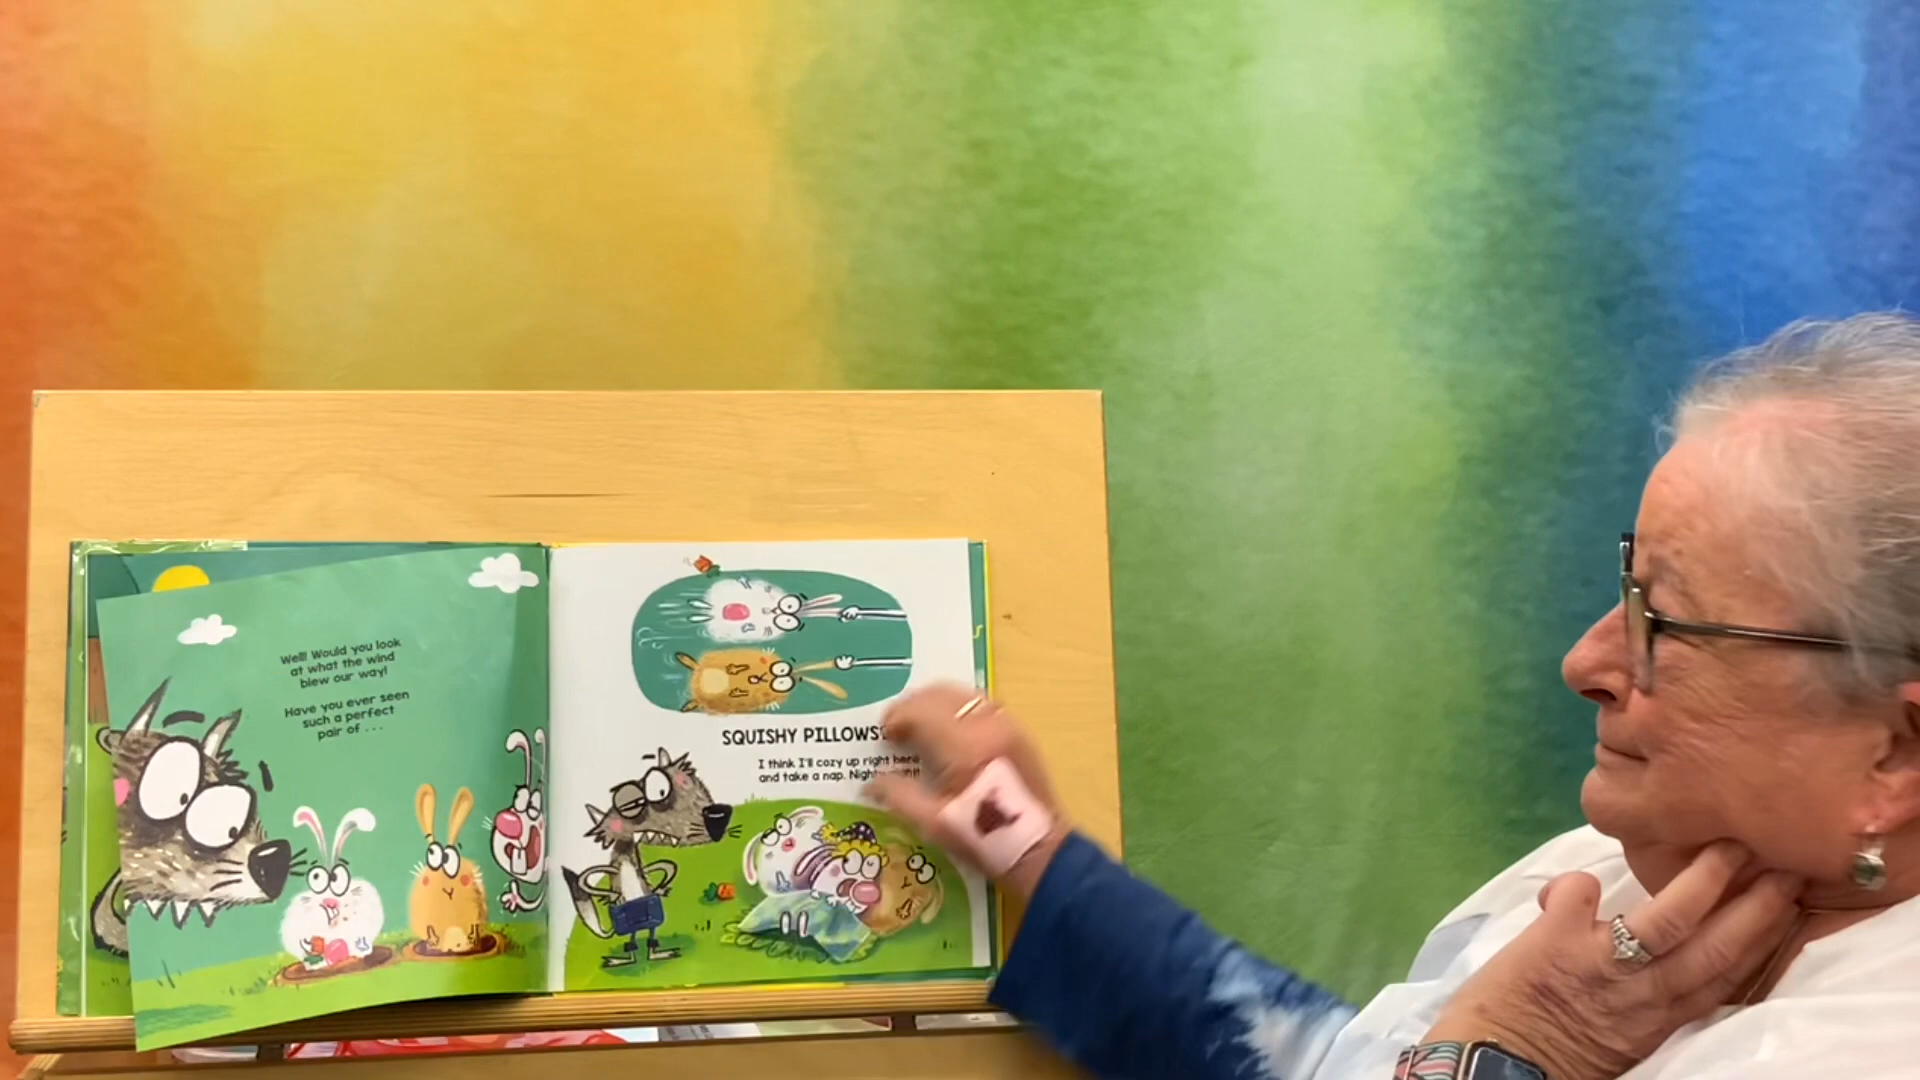 Well! Would you look
at what the wind
blew our way!
Have you ever seen
such a perfect
pair of . . .
SQUISHY PILLOWS
I think I'll cozy up right here
and take a nap.